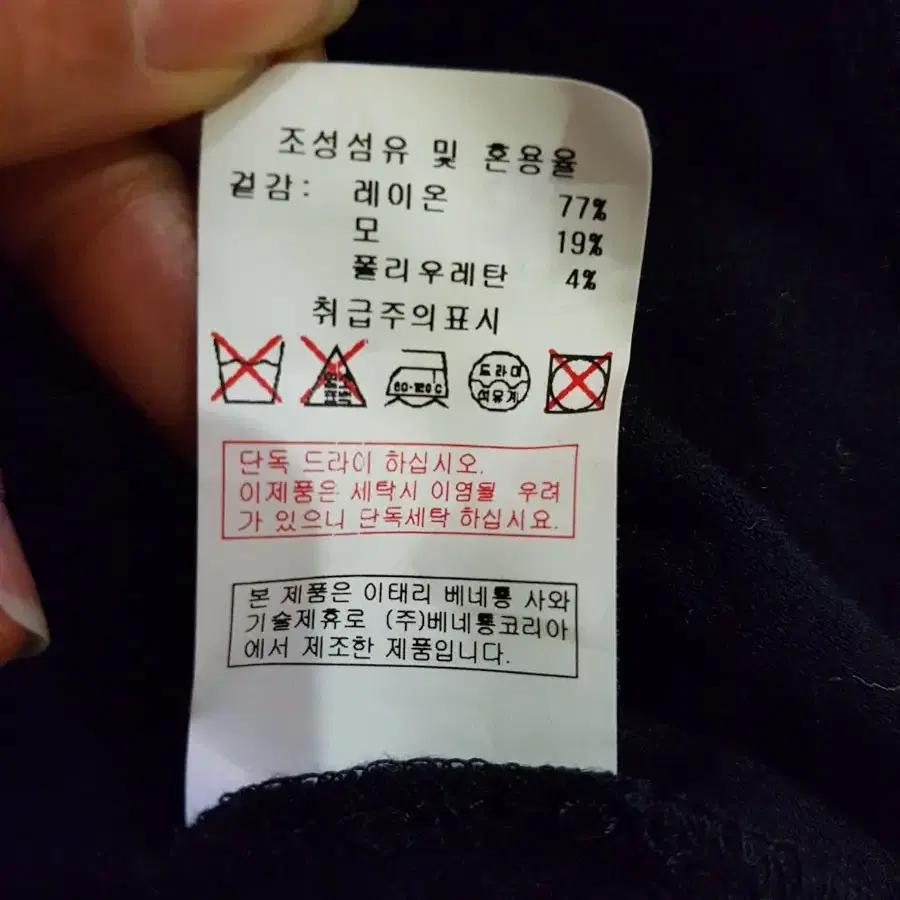 조성섬유 및 혼용율
겉감: 레이온 77%
모 19%
폴리우레탄 4%
취급주의표시
드라이
석유계
단독 드라이 하십시오.
이제품은 세탁시 이염될 우려
가 있으니 단독세탁 하십시요.
본 제품은 이태리 베네통 사와
기술제휴로 (주)베네통코리아
에서 제조한 제품입니다.